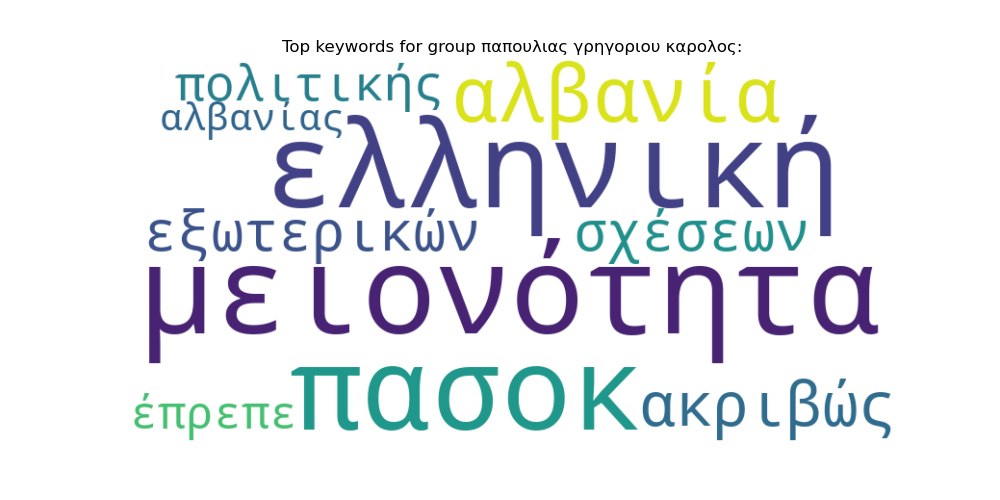 Top keywords for group παπουλιας γρηγοριου καρολος:
πολιτικής αλβανία
αλβανίας
ελληνική
εξωτερικών σχέσεων
μειονότητα
πασοκ
έπρεπε ακριβώς